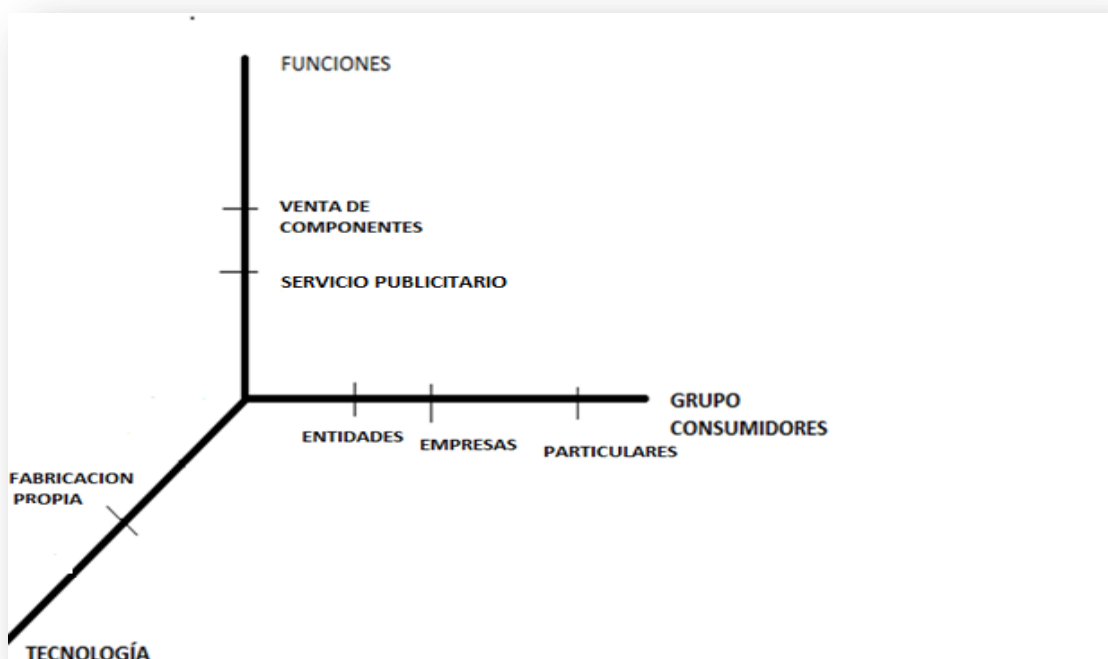 FUNCIONES
VENTA DE
COMPONENTES
SERVICIO PUBLICITARIO
GRUPO
CONSUMIDORES
ENTIDADES
EMPRESAS
PARTICULARES
FABRICACION
PROPIA
TECNOLOGÍA